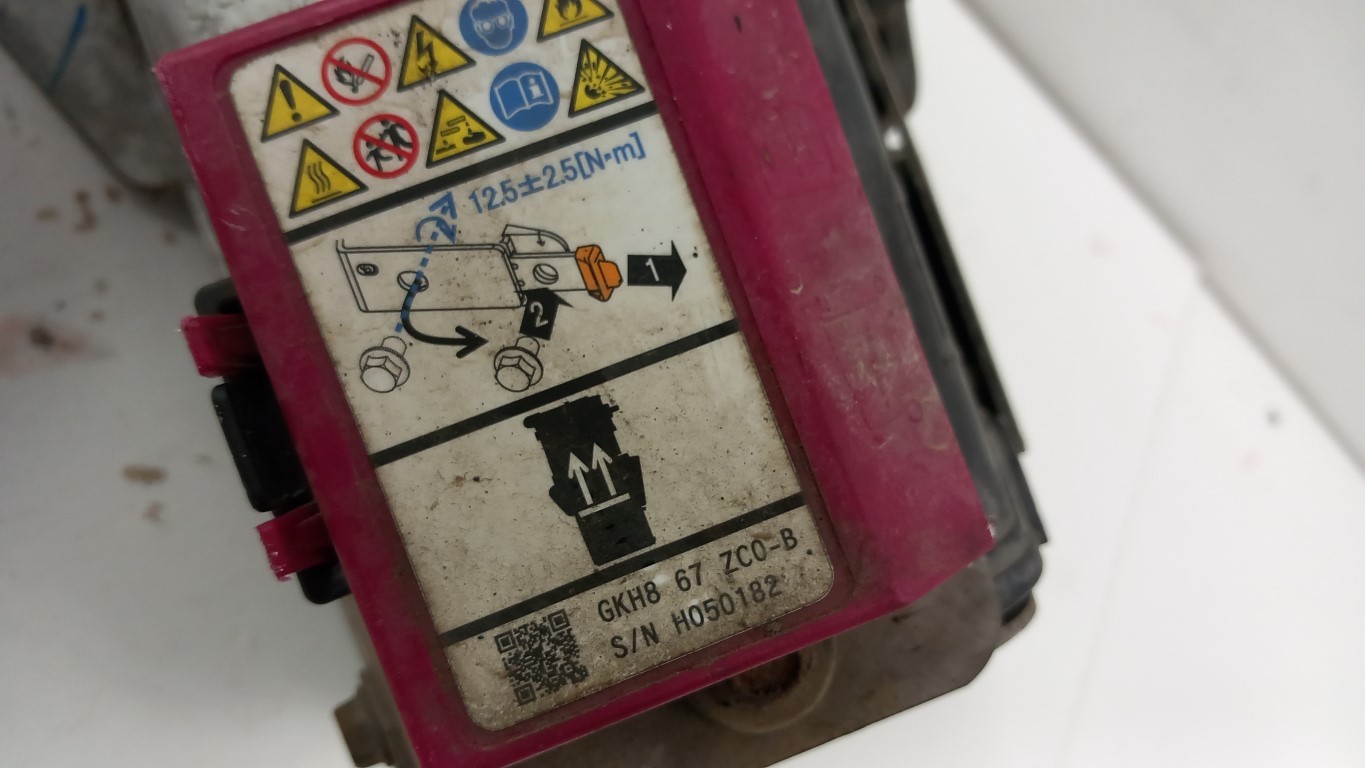 12.5±2.5[N•m]
1
2
GKH8 67 ZC0-B
S/N H050182